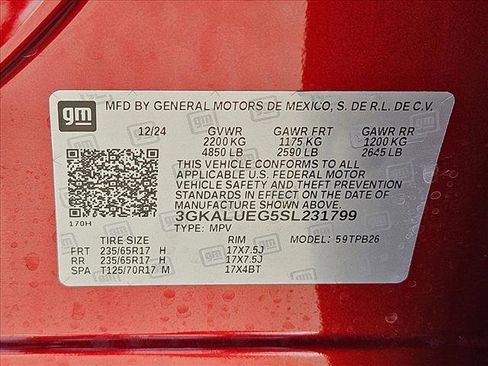 gm MFD BY GENERAL MOTORS DE MEXICO, S. DE R.L. DE C.V.
12/24 GVWR GAWR FRT GAWR RR
2200 KG 1175 KG 1200 KG
4850 LB 2590 LB 2645 LB
THIS VEHICLE CONFORMS TO ALL
APPLICABLE U.S. FEDERAL MOTOR
VEHICLE SAFETY AND THEFT PREVENTION
STANDARDS IN EFFECT ON THE DATE OF
MANUFACTURE SHOWN ABOVE.
3GKALUEG5SL231799
170H
TYPE: MPV MODEL: 59TPB26
TIRE SIZE RIM
FRT 235/65R17 H 17X7.5J
RR 235/65R17 H 17X7.5J
SPA T125/70R17 M 17X4BT